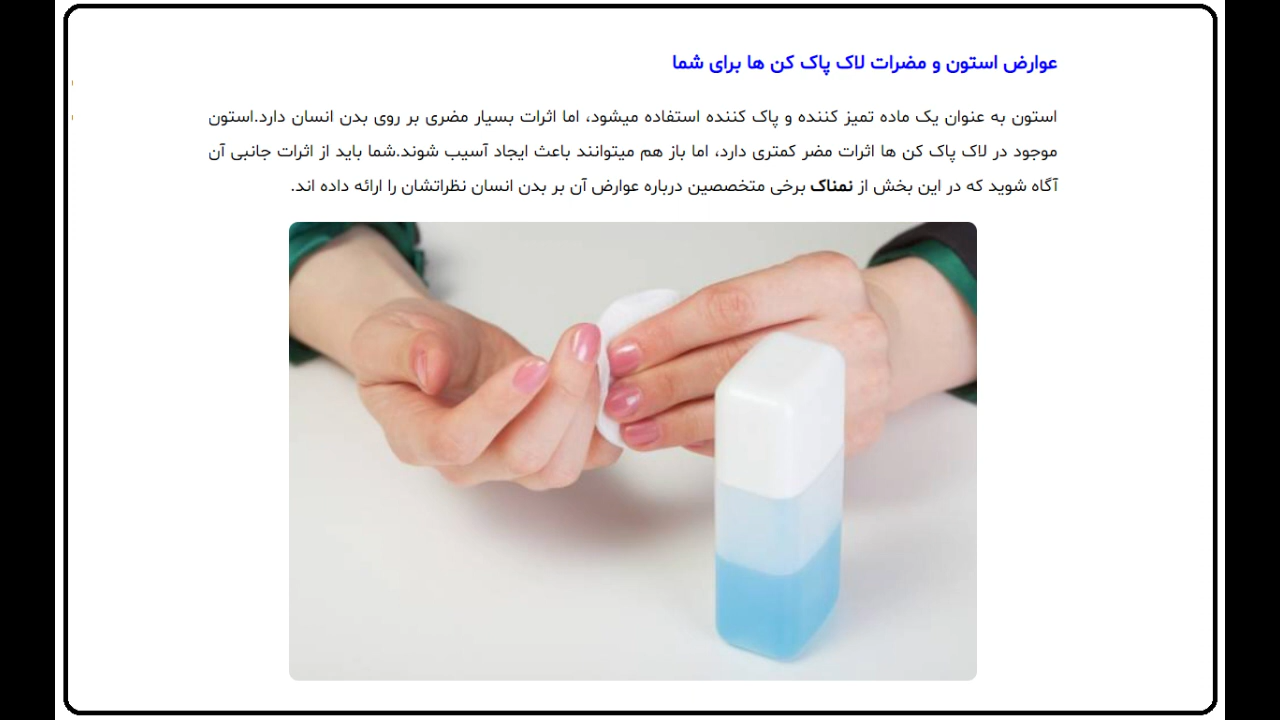 عوارض استون و مضرات لاک پاک کن ها برای شما
استون به عنوان یک ماده تمیز کننده و پاک کننده استفاده میشود، اما اثرات بسیار مضری بر روی بدن انسان دارد.استون
موجود در لاک پاک کن ها اثرات مضر کمتری دارد، اما باز هم میتوانند باعث ایجاد آسیب شوند.شما باید از اثرات جانبی آن
آگاه شوید که در این بخش از نمناک برخی متخصصین درباره عوارض آن بر بدن انسان نظراتشان را ارائه داده اند.